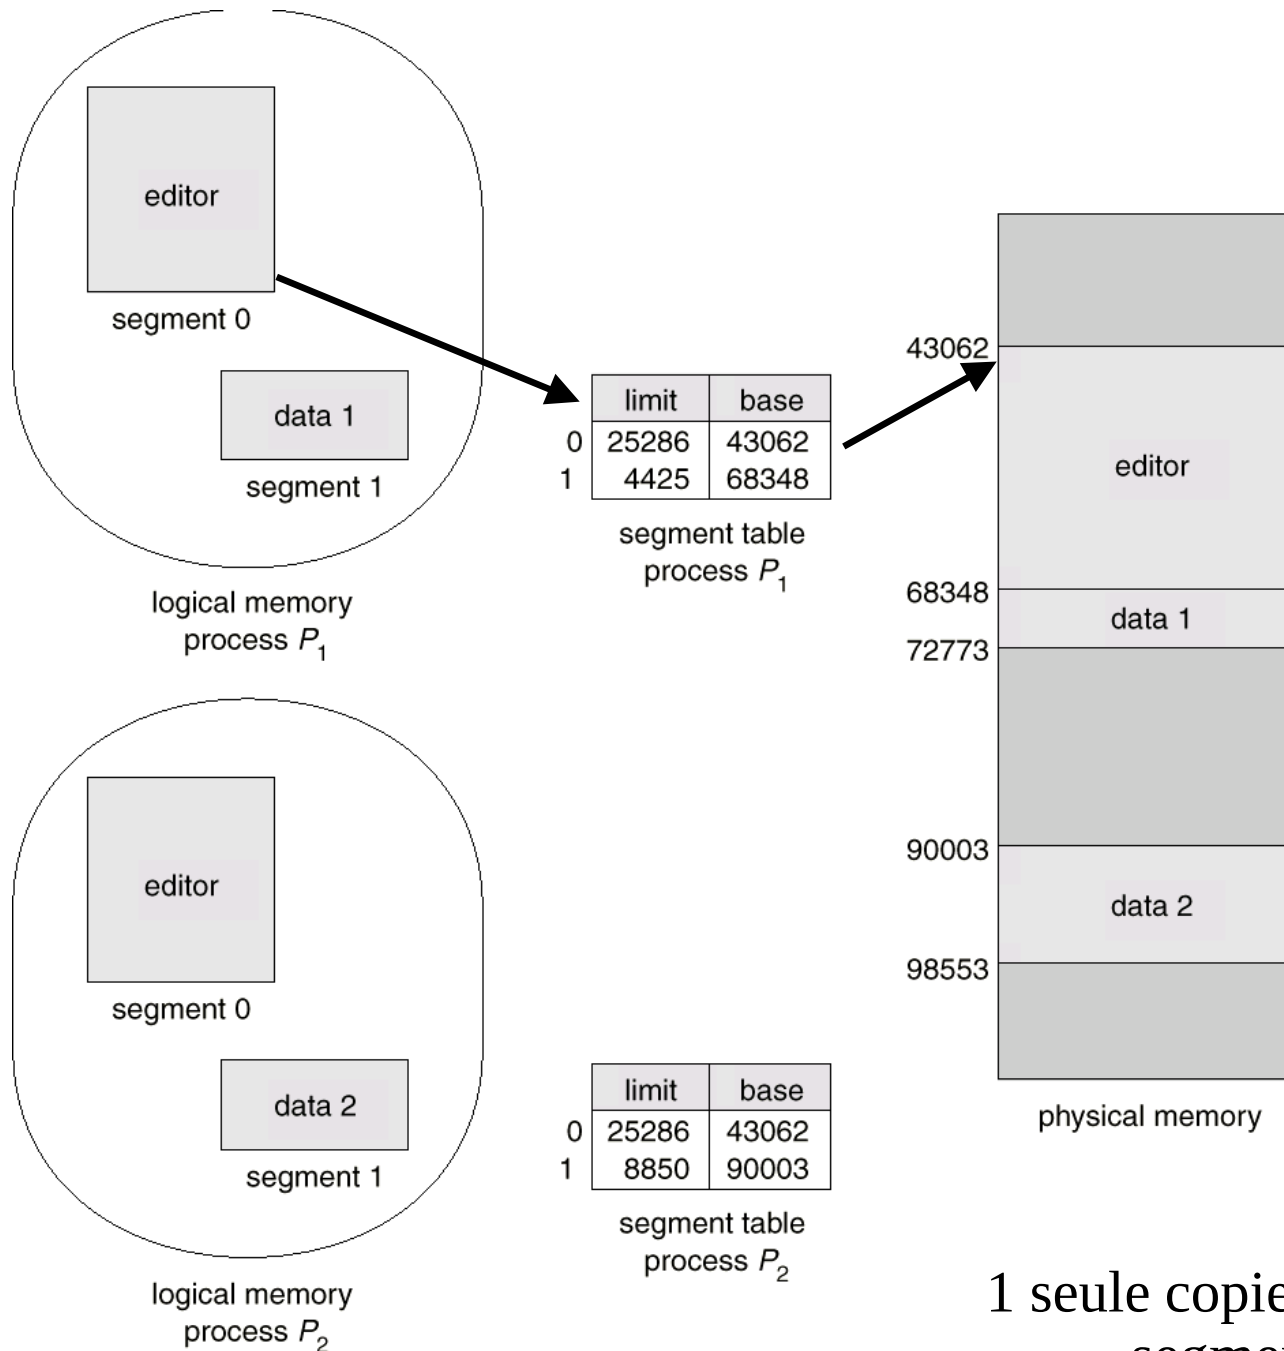 editor
segment 0
data 1
segment 1
logical memory
process P1
limit base
0 25286 43062
1 4425 68348
segment table
process P1
43062
editor
68348
data 1
72773
90003
data 2
98553
physical memory
editor
segment 0
data 2
segment 1
logical memory
process P2
limit base
0 25286 43062
1 8850 90003
segment table
process P2
1 seule copie